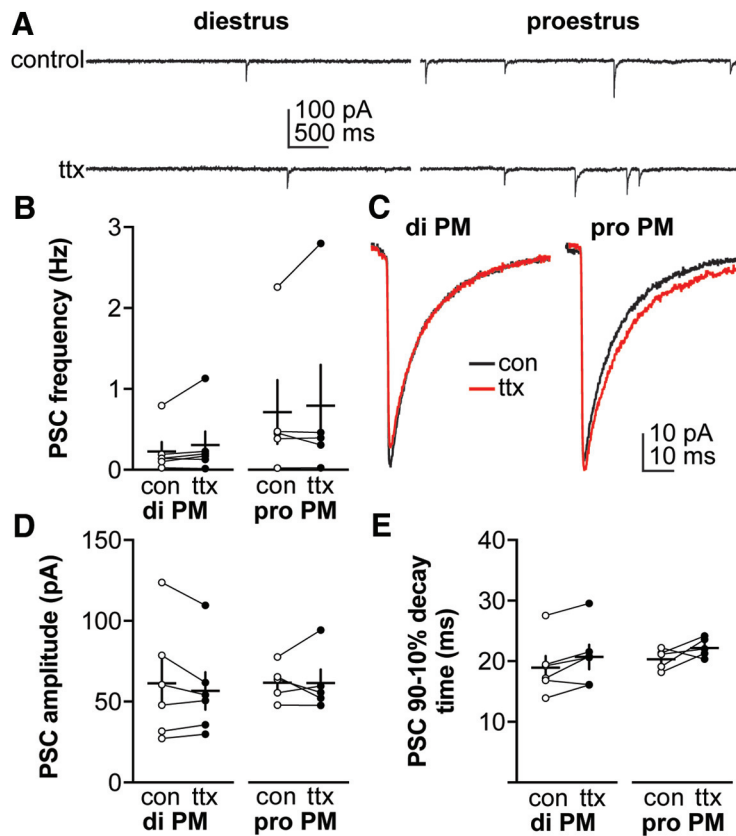 A
diestrus
proestrus
control
100 pA
500 ms
ttx
B
PSC frequency (Hz)
3
2
1
0
con ttx con ttx
di PM pro PM
C
di PM
pro PM
con
ttx
10 pA
10 ms
D
PSC amplitude (pA)
150
100
50
0
con ttx con ttx
di PM pro PM
E
PSC 90-10% decay
time (ms)
40
30
20
10
con ttx con ttx
di PM pro PM